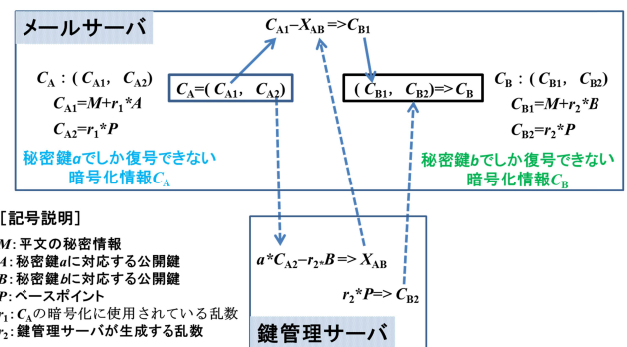 メールサーバ
C_A1−X_AB=>C_B1
C_A : ( C_A1, C_A2)
C_A1=M+r_1*A
C_A2=r_1*P
C_A=( C_A1, C_A2)
( C_B1, C_B2)=>C_B
C_B : ( C_B1, C_B2)
C_B1=M+r_2*B
C_B2=r_2*P
秘密鍵aでしか復号できない
暗号化情報C_A
秘密鍵bでしか復号できない
暗号化情報C_B
[記号説明]
M:平文の秘密情報
A:秘密鍵aに対応する公開鍵
B:秘密鍵bに対応する公開鍵
P:ベースポイント
r_1:C_Aの暗号化に使用されている乱数
r_2:鍵管理サーバが生成する乱数
a*C_A2−r_2*B=> X_AB
r_2*P=> C_B2
鍵管理サーバ